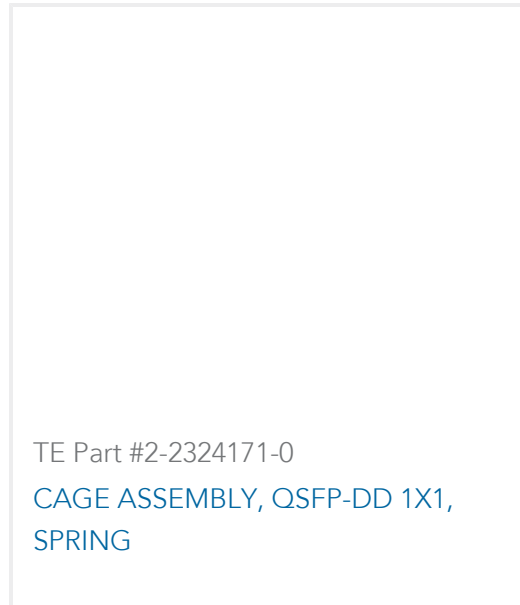 TE Part #2-2324171-0
CAGE ASSEMBLY, QSFP-DD 1X1,
SPRING